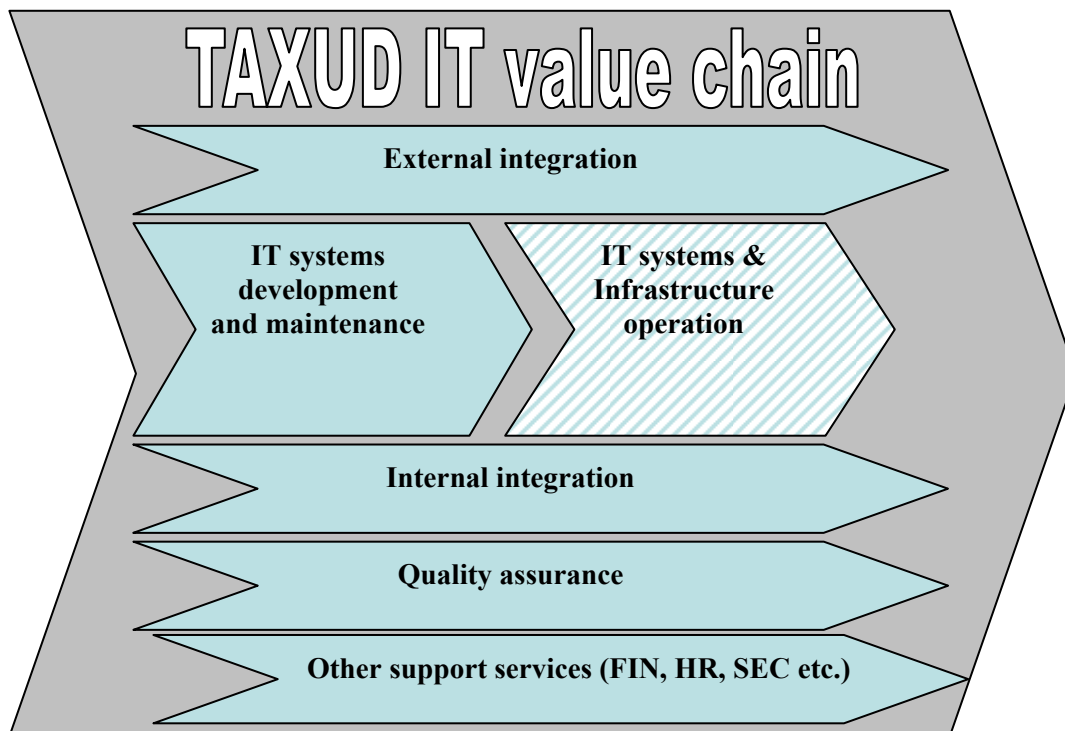 TAXUD IT value chain
External integration
IT systems
development
and maintenance
IT systems &
Infrastructure
operation
Internal integration
Quality assurance
Other support services (FIN, HR, SEC etc.)